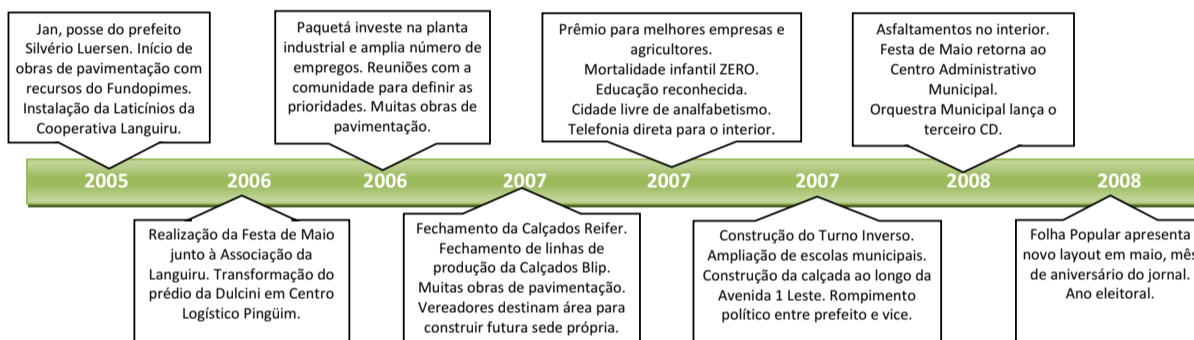 Jan, posse do prefeito
Silvério Luersen. Início de
obras de pavimentação com
recursos do Fundopimes.
Instalação da Laticínios da
Cooperativa Languiru.
Paquetá investe na planta
industrial e amplia número de
empregos. Reuniões com a
comunidade para definir as
prioridades. Muitas obras de
pavimentação.
Prêmio para melhores empresas e
agricultores.
Mortalidade infantil ZERO.
Educação reconhecida.
Cidade livre de analfabetismo.
Telefonia direta para o interior.
Asfaltamentos no interior.
Festa de Maio retorna ao
Centro Administrativo
Municipal.
Orquestra Municipal lança o
terceiro CD.
2005 2006 2006 2007 2007 2007 2008 2008
Realização da Festa de Maio
junto à Associação da
Languiru. Transformação do
prédio da Dulcini em Centro
Logístico Pingüim.
Fechamento da Calçados Reifer.
Fechamento de linhas de
produção da Calçados Blip.
Muitas obras de pavimentação.
Vereadores destinam área para
construir futura sede própria.
Construção do Turno Inverso.
Ampliação de escolas municipais.
Construção da calçada ao longo da
Avenida 1 Leste. Rompimento
político entre prefeito e vice.
Folha Popular apresenta
novo layout em maio, mês
de aniversário do jornal.
Ano eleitoral.